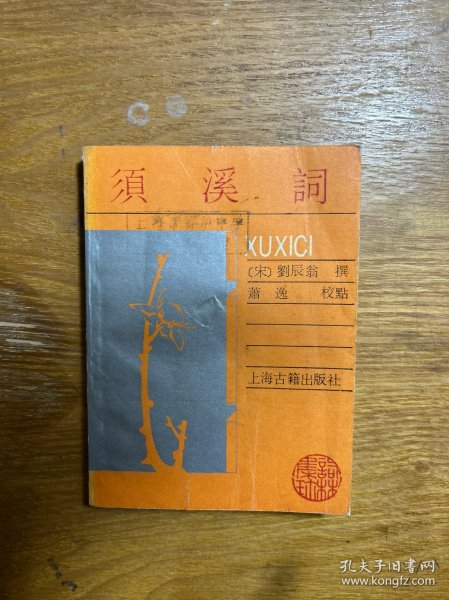 須溪詞
XUXICI
〔宋〕劉辰翁 撰
蕭逸 校點
上海古籍出版社
孔夫子旧书网
www.kongfz.com